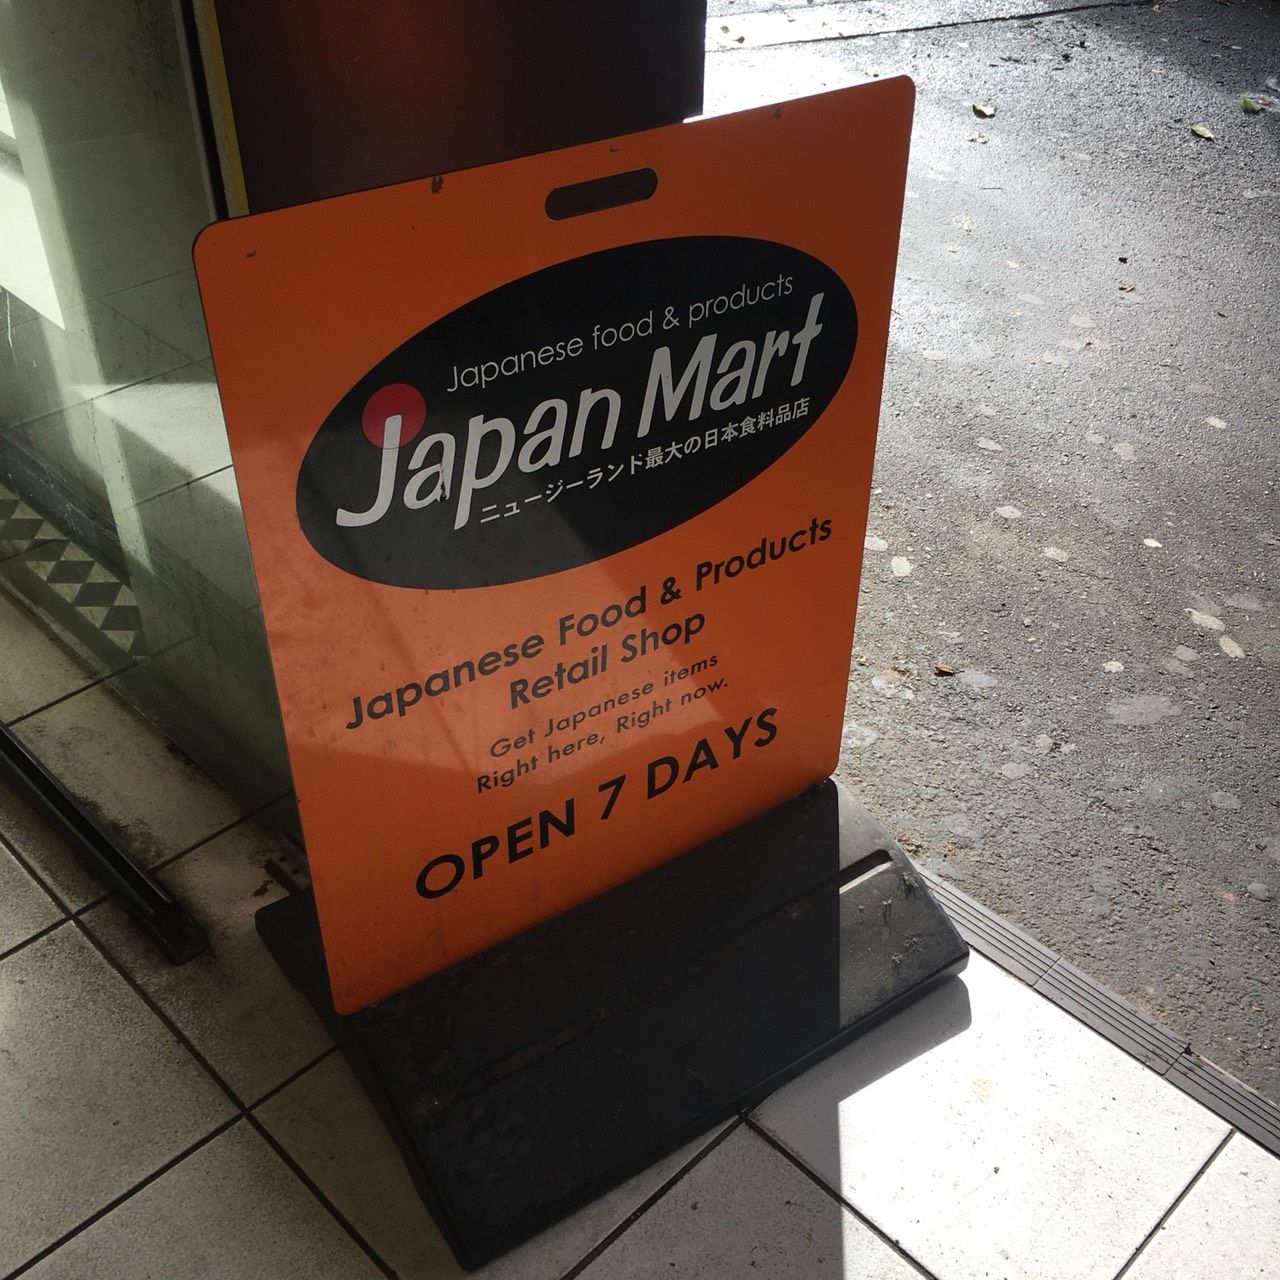 Japanese food & products
Japan Mart
ニュージーランド最大の日本食料品店
Japanese Food & Products
Retail Shop
Get Japanese items
Right here, Right now.
OPEN 7 DAYS